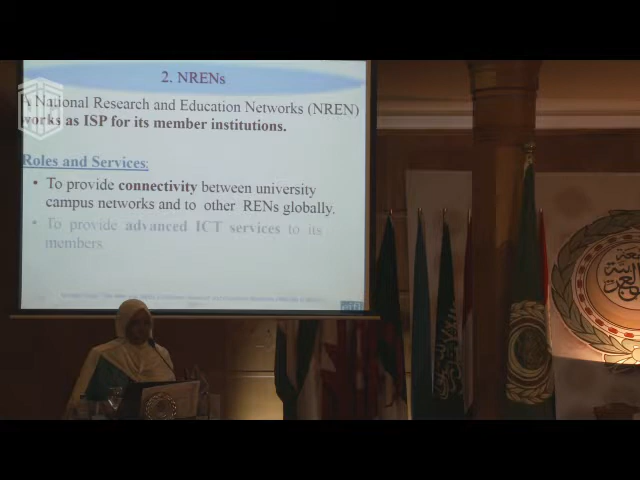 2. NRENs
A National Research and Education Networks (NREN)
works as ISP for its member institutions.
Roles and Services:
• To provide connectivity between university
campus networks and to other RENs globally.
• To provide advanced ICT services to its
members